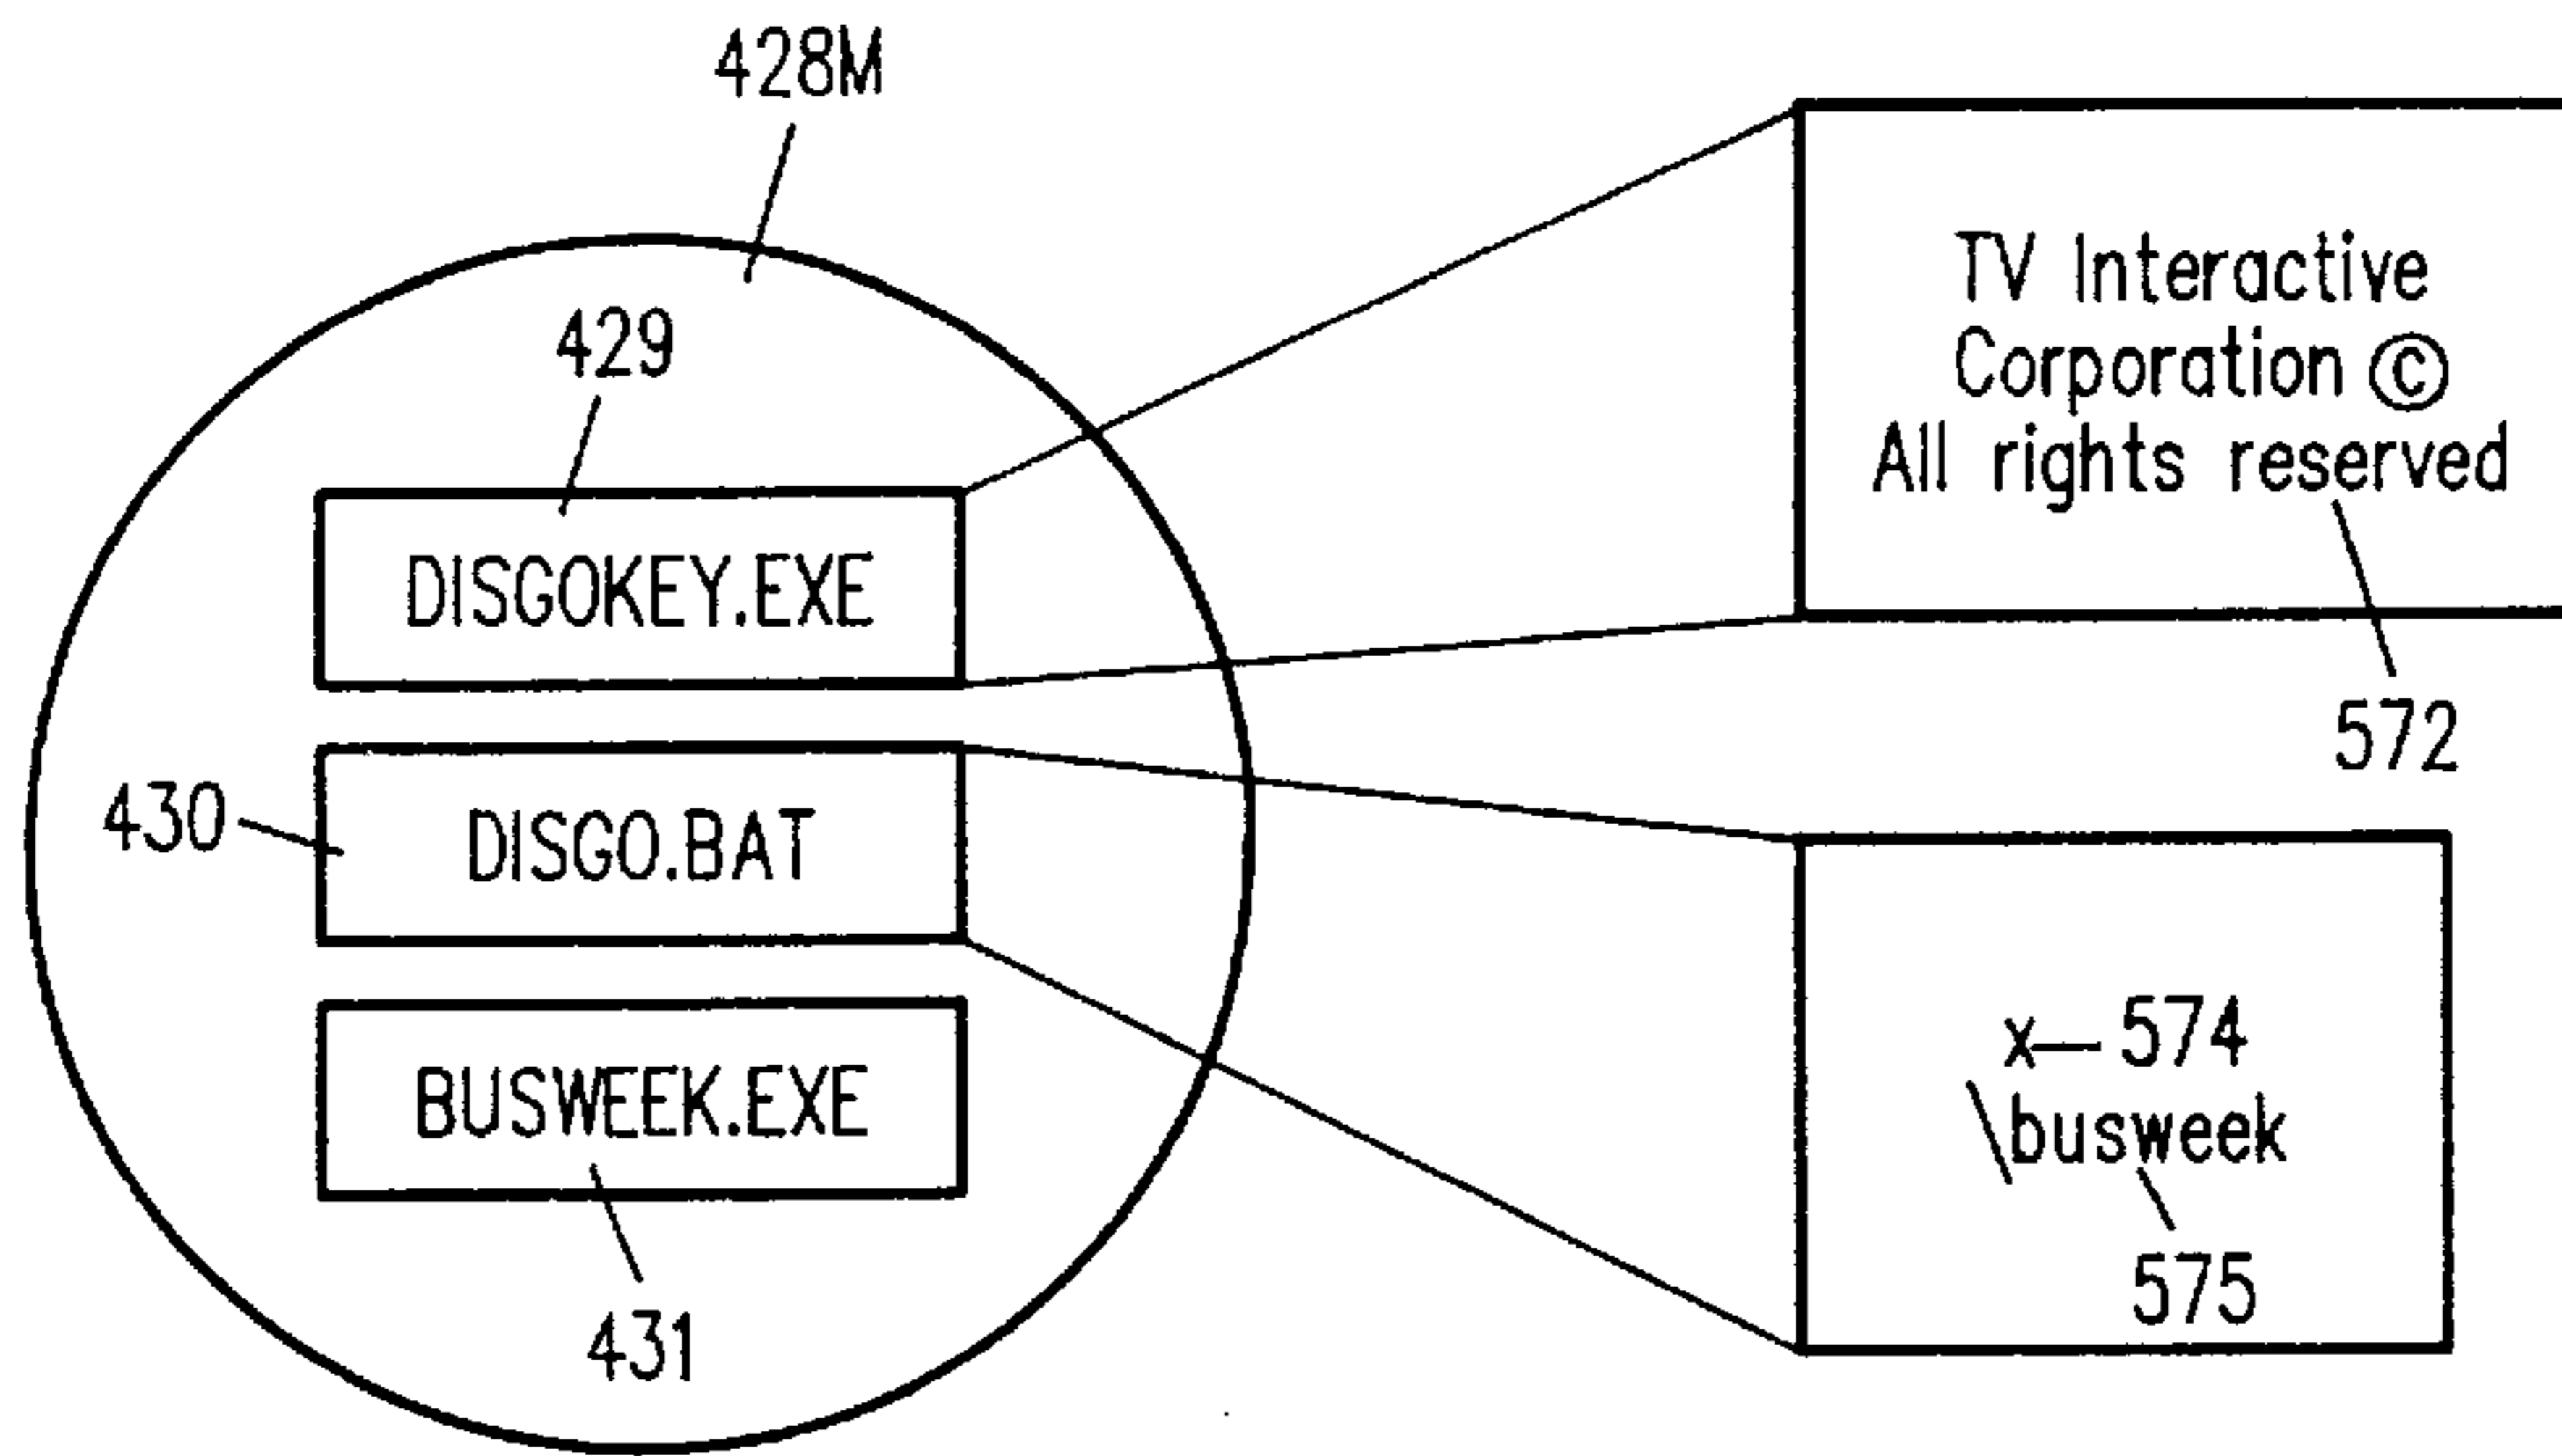 428M
429
DISGOKEY.EXE
430
DISGO.BAT
BUSWEEK.EXE
431
TV Interactive
Corporation ©
All rights reserved
572
x— 574
\busweek
575